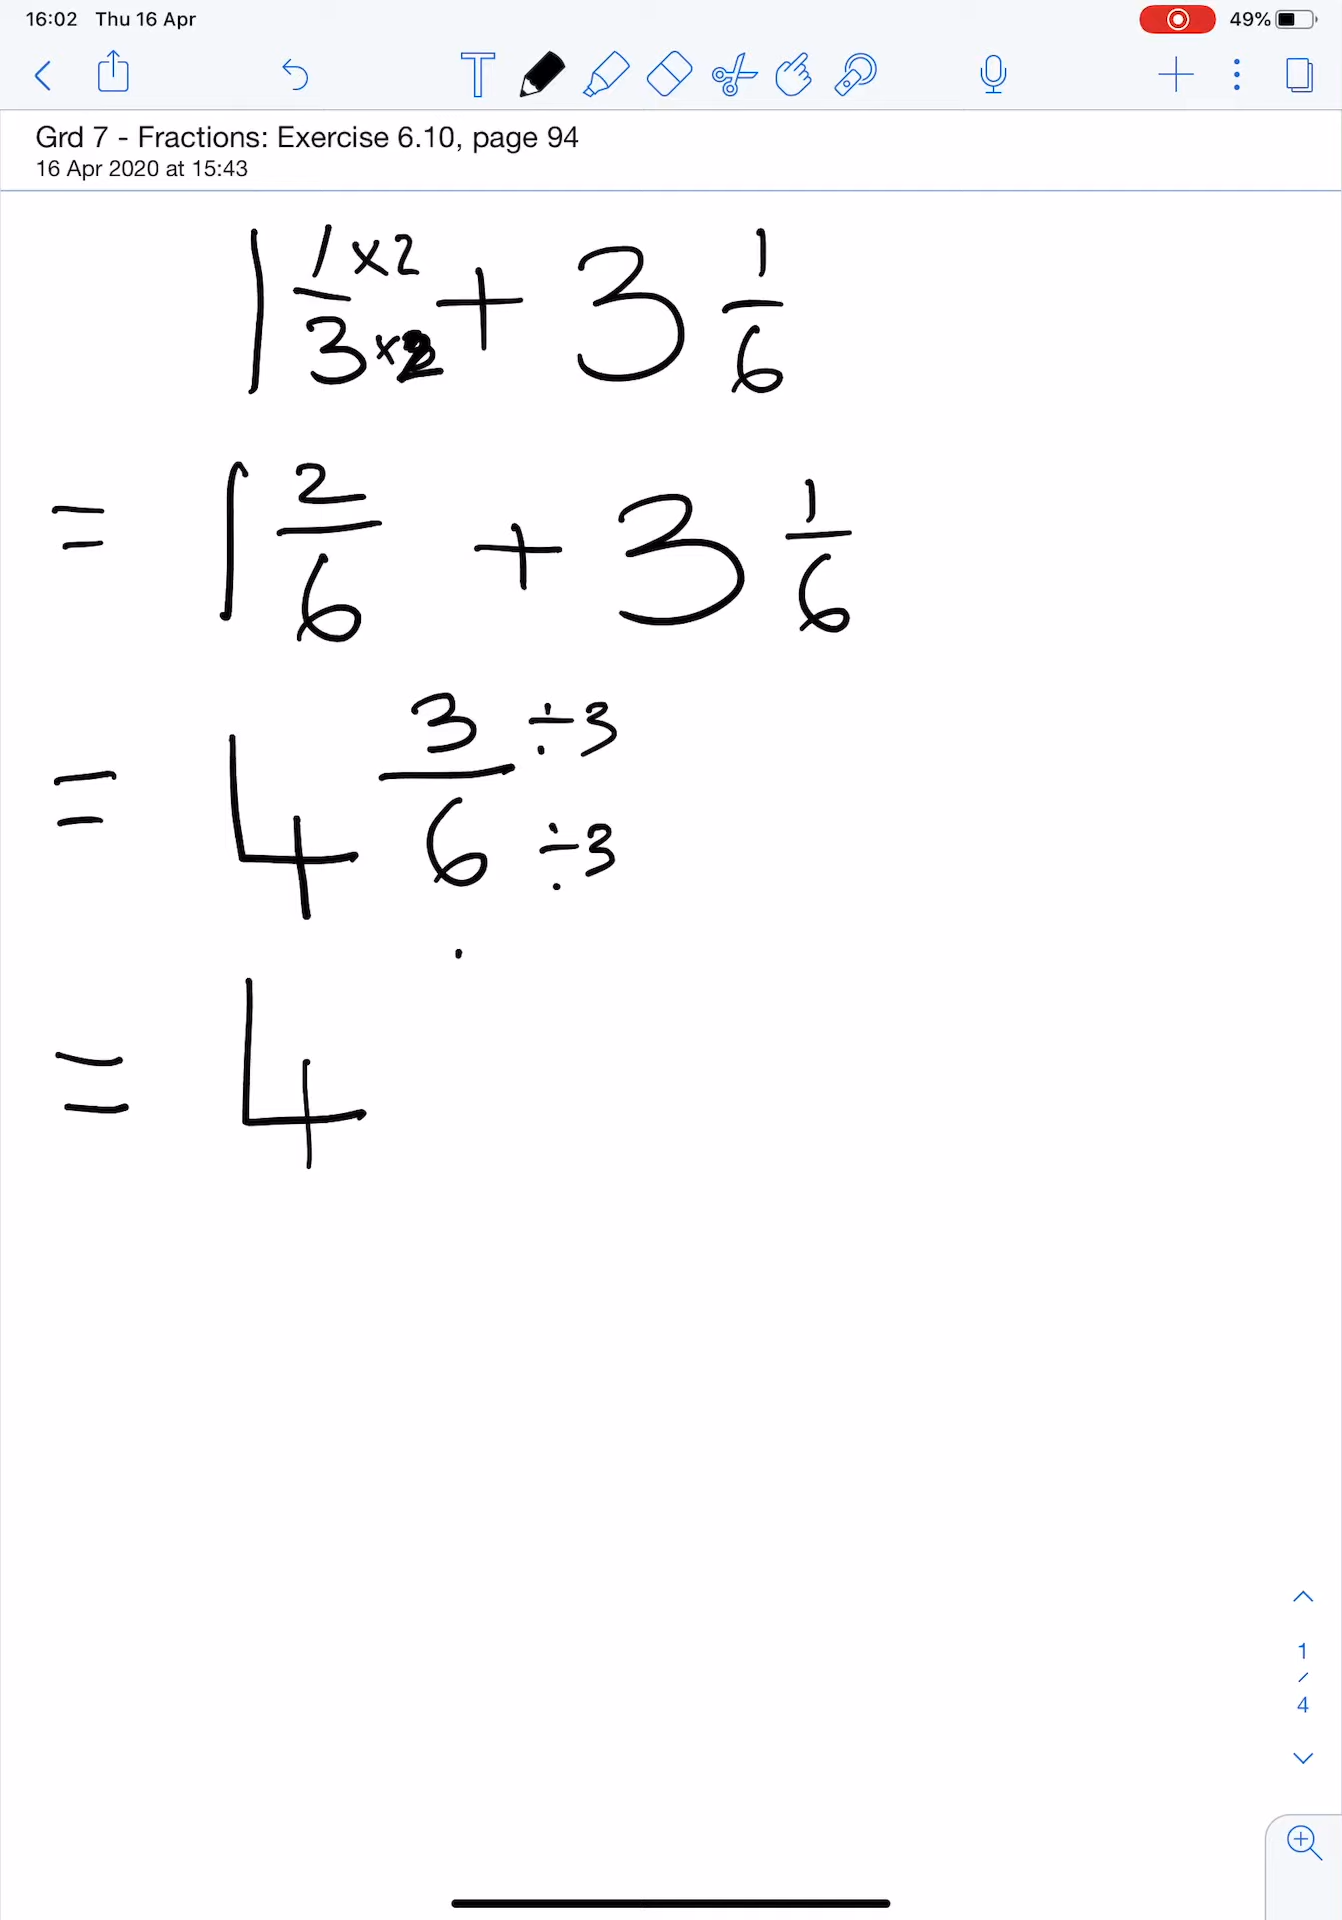 16:02 Thu 16 Apr 49%
T
Grd 7 - Fractions: Exercise 6.10, page 94
16 Apr 2020 at 15:43
1 1/3 ×2 ×2 + 3 1/6
= 1 2/6 + 3 1/6
= 4 3/6 ÷3 ÷3
= 4
1
/
4